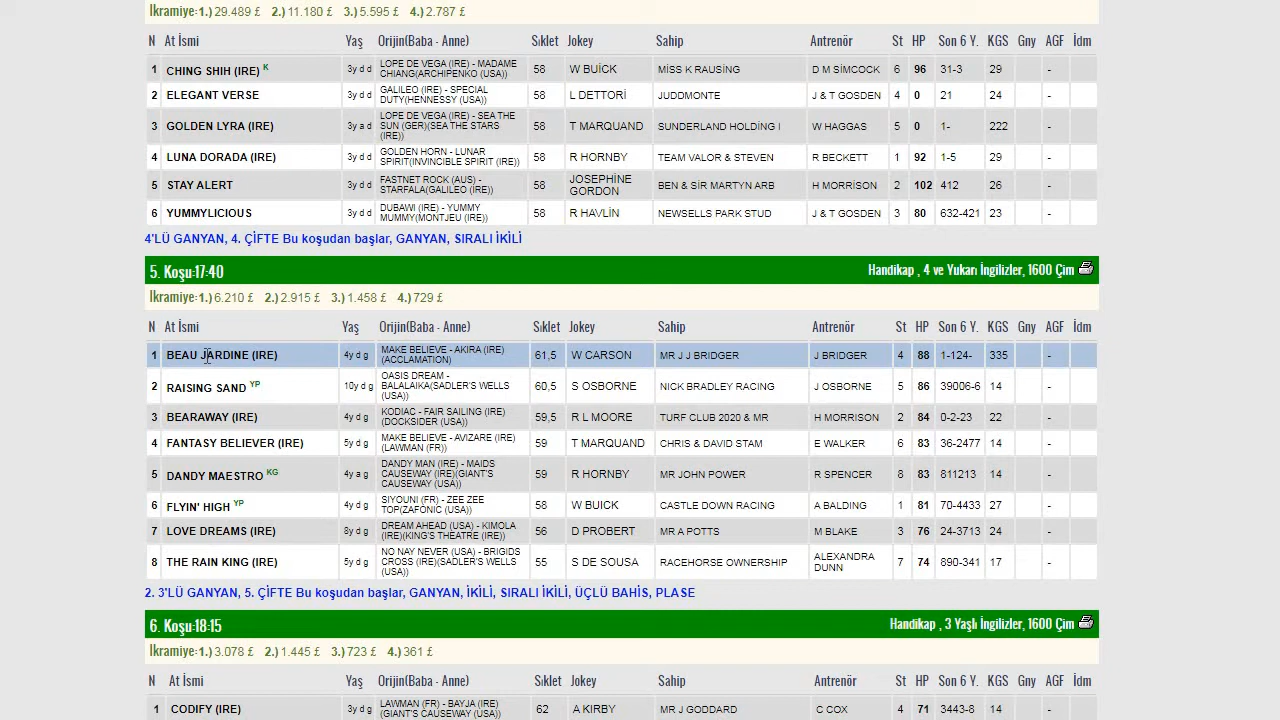 İkramiye:1.) 29.489 £ 2.) 11.180 £ 3.) 5.595 £ 4.) 2.787 £
N At İsmi Yaş Orijin(Baba - Anne) Sıklet Jokey Sahip Antrenör St HP Son 6 Y. KGS Gny AGF İdm
1 CHING SHIH (IRE) K 3y d d LOPE DE VEGA (IRE) - MADAME CHIANG(ARCHIPENKO (USA)) 58 W BUİCK MİSS K RAUSİNG D M SİMCOCK 6 96 31-3 29 -
2 ELEGANT VERSE 3y d d GALILEO (IRE) - SPECIAL DUTY(HENNESSY (USA)) 58 L DETTORİ JUDDMONTE J & T GOSDEN 4 0 21 24 -
3 GOLDEN LYRA (IRE) 3y a d LOPE DE VEGA (IRE) - SEA THE SUN (GER)(SEA THE STARS (IRE)) 58 T MARQUAND SUNDERLAND HOLDİNG I W HAGGAS 5 0 1- 222 -
4 LUNA DORADA (IRE) 3y d d GOLDEN HORN - LUNAR SPIRIT(INVINCIBLE SPIRIT (IRE)) 58 R HORNBY TEAM VALOR & STEVEN R BECKETT 1 92 1-5 29 -
5 STAY ALERT 3y d d FASTNET ROCK (AUS) - STARFALA(GALILEO (IRE)) 58 JOSEPHİNE GORDON BEN & SİR MARTYN ARB H MORRİSON 2 102 412 26 -
6 YUMMYLICIOUS 3y d d DUBAWI (IRE) - YUMMY MUMMY(MONTJEU (IRE)) 58 R HAVLİN NEWSELLS PARK STUD J & T GOSDEN 3 80 632-421 23 -
4'LÜ GANYAN, 4. ÇİFTE Bu koşudan başlar, GANYAN, SIRALI İKİLİ
5. Koşu:17:40 Handikap , 4 ve Yukarı İngilizler, 1600 Çim
İkramiye:1.) 6.210 £ 2.) 2.915 £ 3.) 1.458 £ 4.) 729 £
N At İsmi Yaş Orijin(Baba - Anne) Sıklet Jokey Sahip Antrenör St HP Son 6 Y. KGS Gny AGF İdm
1 BEAU JARDINE (IRE) 4y d g MAKE BELIEVE - AKIRA (IRE) (ACCLAMATION) 61,5 W CARSON MR J J BRIDGER J BRIDGER 4 88 1-124- 335 -
2 RAISING SAND YP 10y d g OASIS DREAM - BALALAIKA(SADLER'S WELLS (USA)) 60,5 S OSBORNE NICK BRADLEY RACING J OSBORNE 5 86 39006-6 14 -
3 BEARAWAY (IRE) 4y d g KODIAC - FAIR SAILING (IRE) (DOCKSIDER (USA)) 59,5 R L MOORE TURF CLUB 2020 & MR H MORRISON 2 84 0-2-23 22 -
4 FANTASY BELIEVER (IRE) 5y d g MAKE BELIEVE - AVIZARE (IRE) (LAWMAN (FR)) 59 T MARQUAND CHRIS & DAVID STAM E WALKER 6 83 36-2477 14 -
5 DANDY MAESTRO KG 4y a g DANDY MAN (IRE) - MAIDS CAUSEWAY (IRE)(GIANT'S CAUSEWAY (USA)) 59 R HORNBY MR JOHN POWER R SPENCER 8 83 811213 14 -
6 FLYIN' HIGH YP 4y d g SIYOUNI (FR) - ZEE ZEE TOP(ZAFONIC (USA)) 58 W BUICK CASTLE DOWN RACING A BALDING 1 81 70-4433 27 -
7 LOVE DREAMS (IRE) 8y d g DREAM AHEAD (USA) - KIMOLA (IRE)(KING'S THEATRE (IRE)) 56 D PROBERT MR A POTTS M BLAKE 3 76 24-3713 24 -
8 THE RAIN KING (IRE) 5y d g NO NAY NEVER (USA) - BRIGIDS CROSS (IRE)(SADLER'S WELLS (USA)) 55 S DE SOUSA RACEHORSE OWNERSHIP ALEXANDRA DUNN 7 74 890-341 17 -
2. 3'LÜ GANYAN, 5. ÇİFTE Bu koşudan başlar, GANYAN, İKİLİ, SIRALI İKİLİ, ÜÇLÜ BAHİS, PLASE
6. Koşu:18:15 Handikap , 3 Yaşlı İngilizler, 1600 Çim
İkramiye:1.) 3.078 £ 2.) 1.445 £ 3.) 723 £ 4.) 361 £
N At İsmi Yaş Orijin(Baba - Anne) Sıklet Jokey Sahip Antrenör St HP Son 6 Y. KGS Gny AGF İdm
1 CODIFY (IRE) 3y d g LAWMAN (FR) - BAYJA (IRE) (GIANT'S CAUSEWAY (USA)) 62 A KIRBY MR J GODDARD C COX 4 71 3443-8 14 -